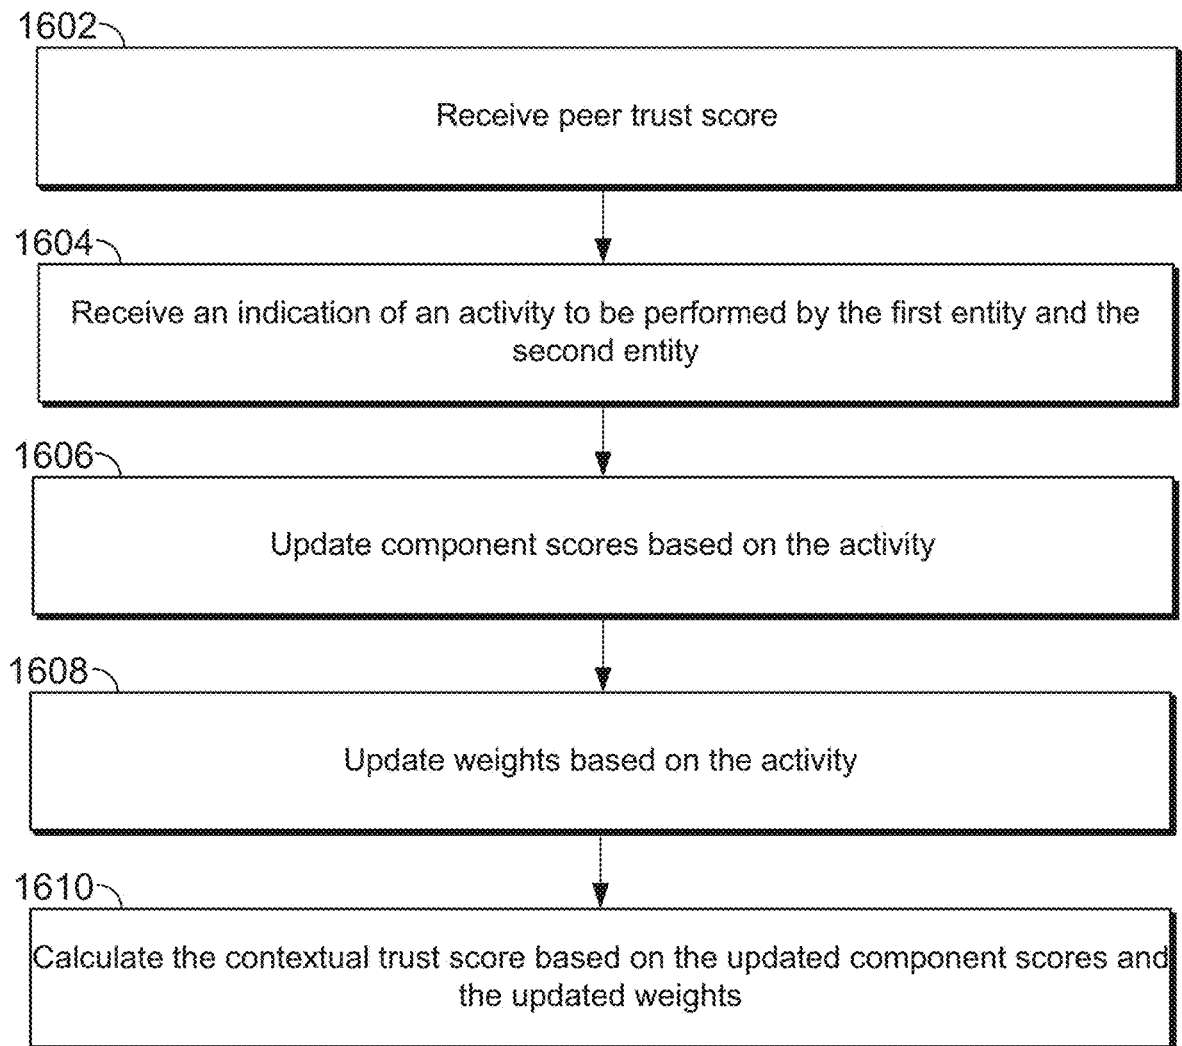 1602
Receive peer trust score
1604
Receive an indication of an activity to be performed by the first entity and the
second entity
1606
Update component scores based on the activity
1608
Update weights based on the activity
1610
Calculate the contextual trust score based on the updated component scores and
the updated weights